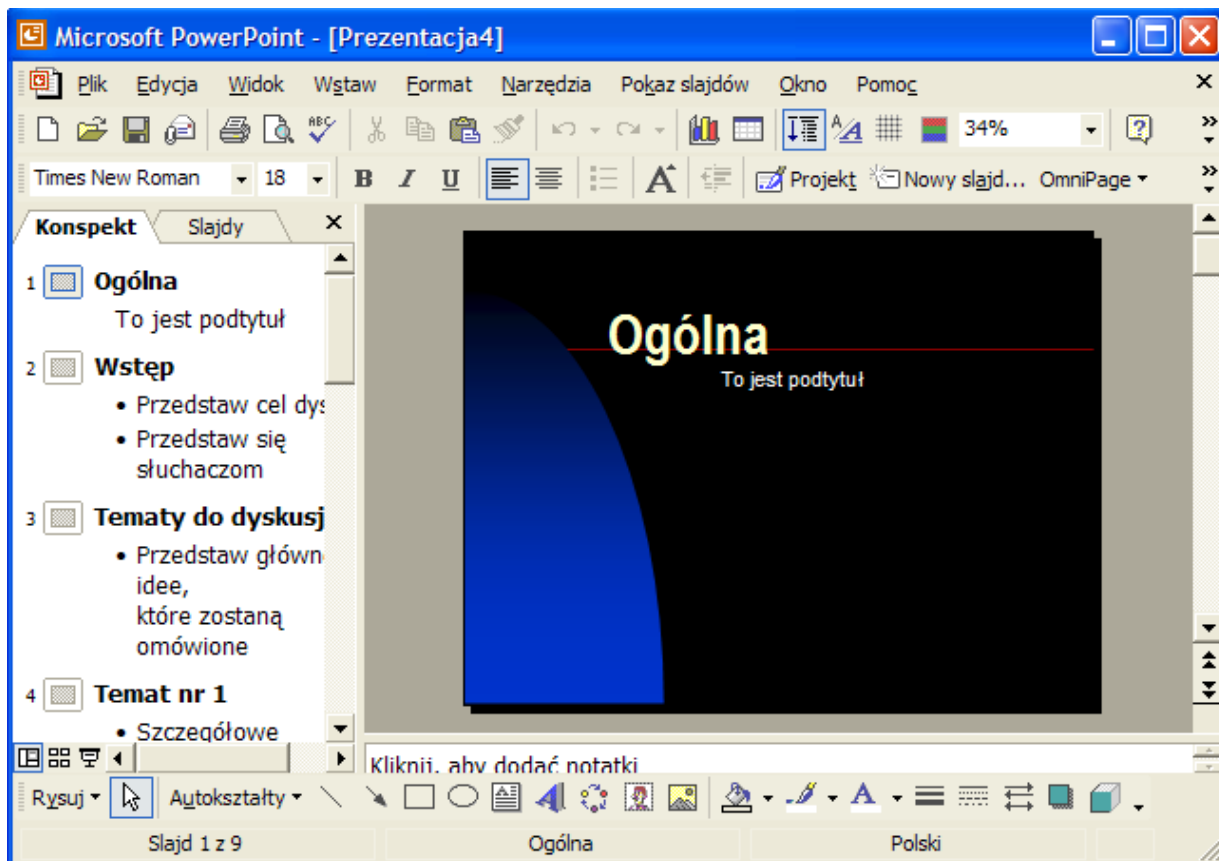 Microsoft PowerPoint - [Prezentacja4]
Plik Edycja Widok Wstaw Format Narzędzia Pokaz slajdów Okno Pomoc
ABC 34%
Times New Roman 18 B I U A Projekt Nowy slajd... OmniPage
Konspekt Slajdy
1 Ogólna
To jest podtytuł
2 Wstęp
• Przedstaw cel dys
• Przedstaw się
słuchaczom
3 Tematy do dyskusj
• Przedstaw główn
idee,
które zostaną
omówione
4 Temat nr 1
• Szczegółowe
Ogólna
To jest podtytuł
Kliknij, aby dodać notatki
Rysuj Autokształty
Slajd 1 z 9 Ogólna Polski